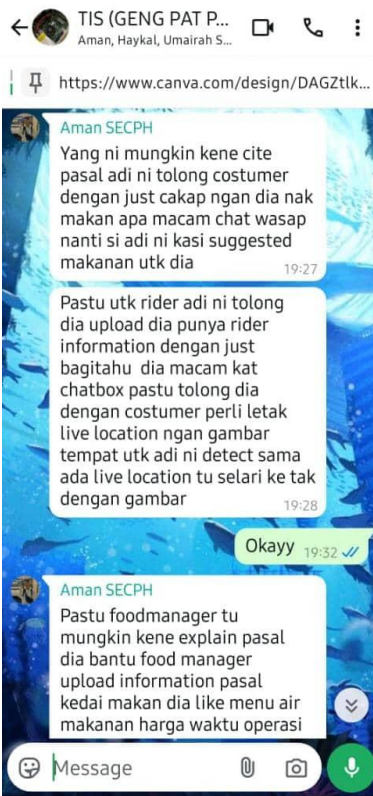 TIS (GENG PAT P...
Aman, Haykal, Umairah S...
https://www.canva.com/design/DAGZtlk...
Aman SECPH
Yang ni mungkin kene cite
pasal adi ni tolong costumer
dengan just cakap ngan dia nak
makan apa macam chat wasap
nanti si adi ni kasi suggested
makanan utk dia
19:27
Pastu utk rider adi ni tolong
dia upload dia punya rider
information dengan just
bagitahu dia macam kat
chatbox pastu tolong dia
dengan costumer perli letak
live location ngan gambar
tempat utk adi ni detect sama
ada live location tu selari ke tak
dengan gambar
19:28
Okayy 19:32
Aman SECPH
Pastu foodmanager tu
mungkin kene explain pasal
dia bantu food manager
upload information pasal
kedai makan dia like menu air
makanan harga waktu operasi
Message